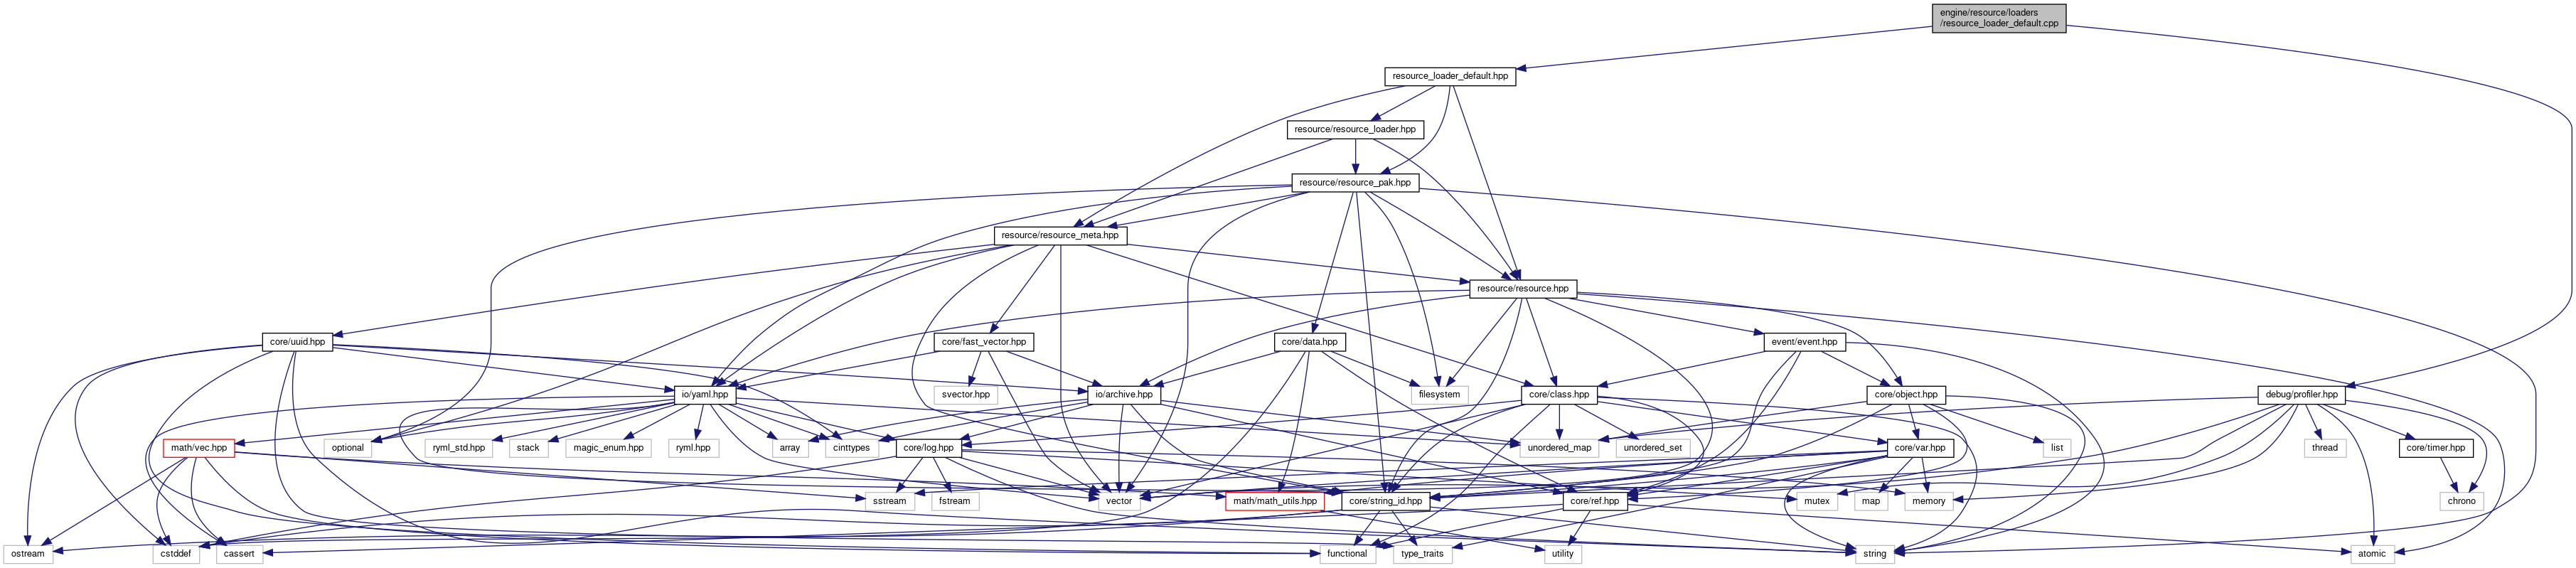 engine/resource/loaders
/resource_loader_default.cpp
resource_loader_default.hpp
resource/resource_loader.hpp
resource/resource_pak.hpp
resource/resource_meta.hpp
resource/resource.hpp
core/uuid.hpp
core/fast_vector.hpp
core/data.hpp
event/event.hpp
io/yaml.hpp
svector.hpp
io/archive.hpp
filesystem
core/class.hpp
core/object.hpp
debug/profiler.hpp
math/vec.hpp
optional
ryml_std.hpp
stack
magic_enum.hpp
ryml.hpp
array
cinttypes
core/log.hpp
unordered_map
unordered_set
core/var.hpp
list
thread
core/timer.hpp
sstream
fstream
vector
math/math_utils.hpp
core/string_id.hpp
core/ref.hpp
mutex
map
memory
chrono
ostream
cstddef
cassert
functional
type_traits
utility
string
atomic